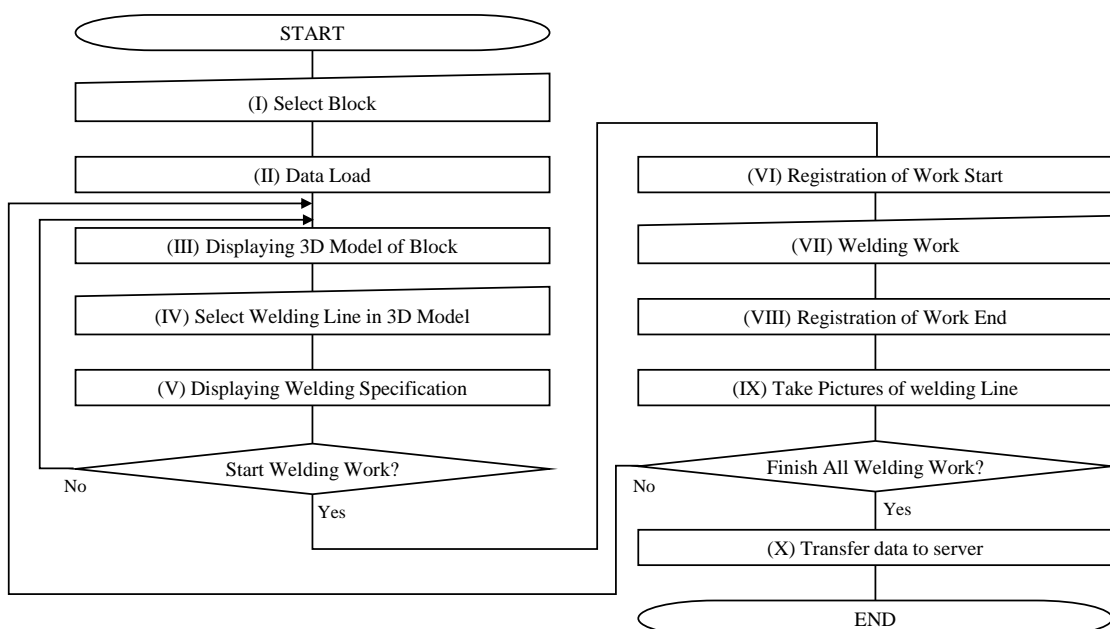 START
(I) Select Block
(II) Data Load
(III) Displaying 3D Model of Block
(IV) Select Welding Line in 3D Model
(V) Displaying Welding Specification
Start Welding Work?
No
Yes
(VI) Registration of Work Start
(VII) Welding Work
(VIII) Registration of Work End
(IX) Take Pictures of welding Line
Finish All Welding Work?
No
Yes
(X) Transfer data to server
END